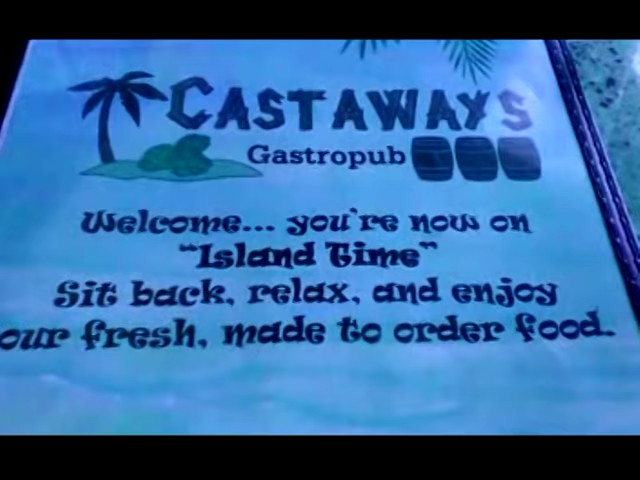 CASTAWAYS
Gastropub
Welcome... you're now on
"Island Time"
Sit back, relax, and enjoy
our fresh, made to order food.